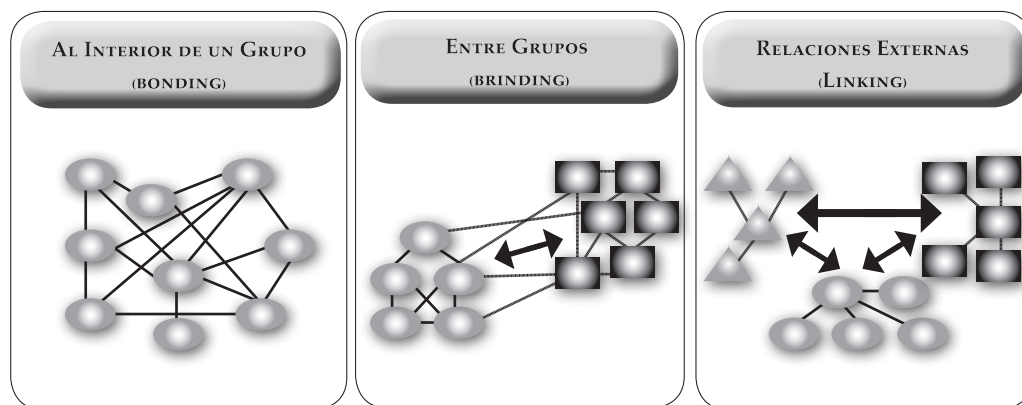 Al Interior de un Grupo
(bonding)
Entre Grupos
(brinding)
Relaciones Externas
(Linking)